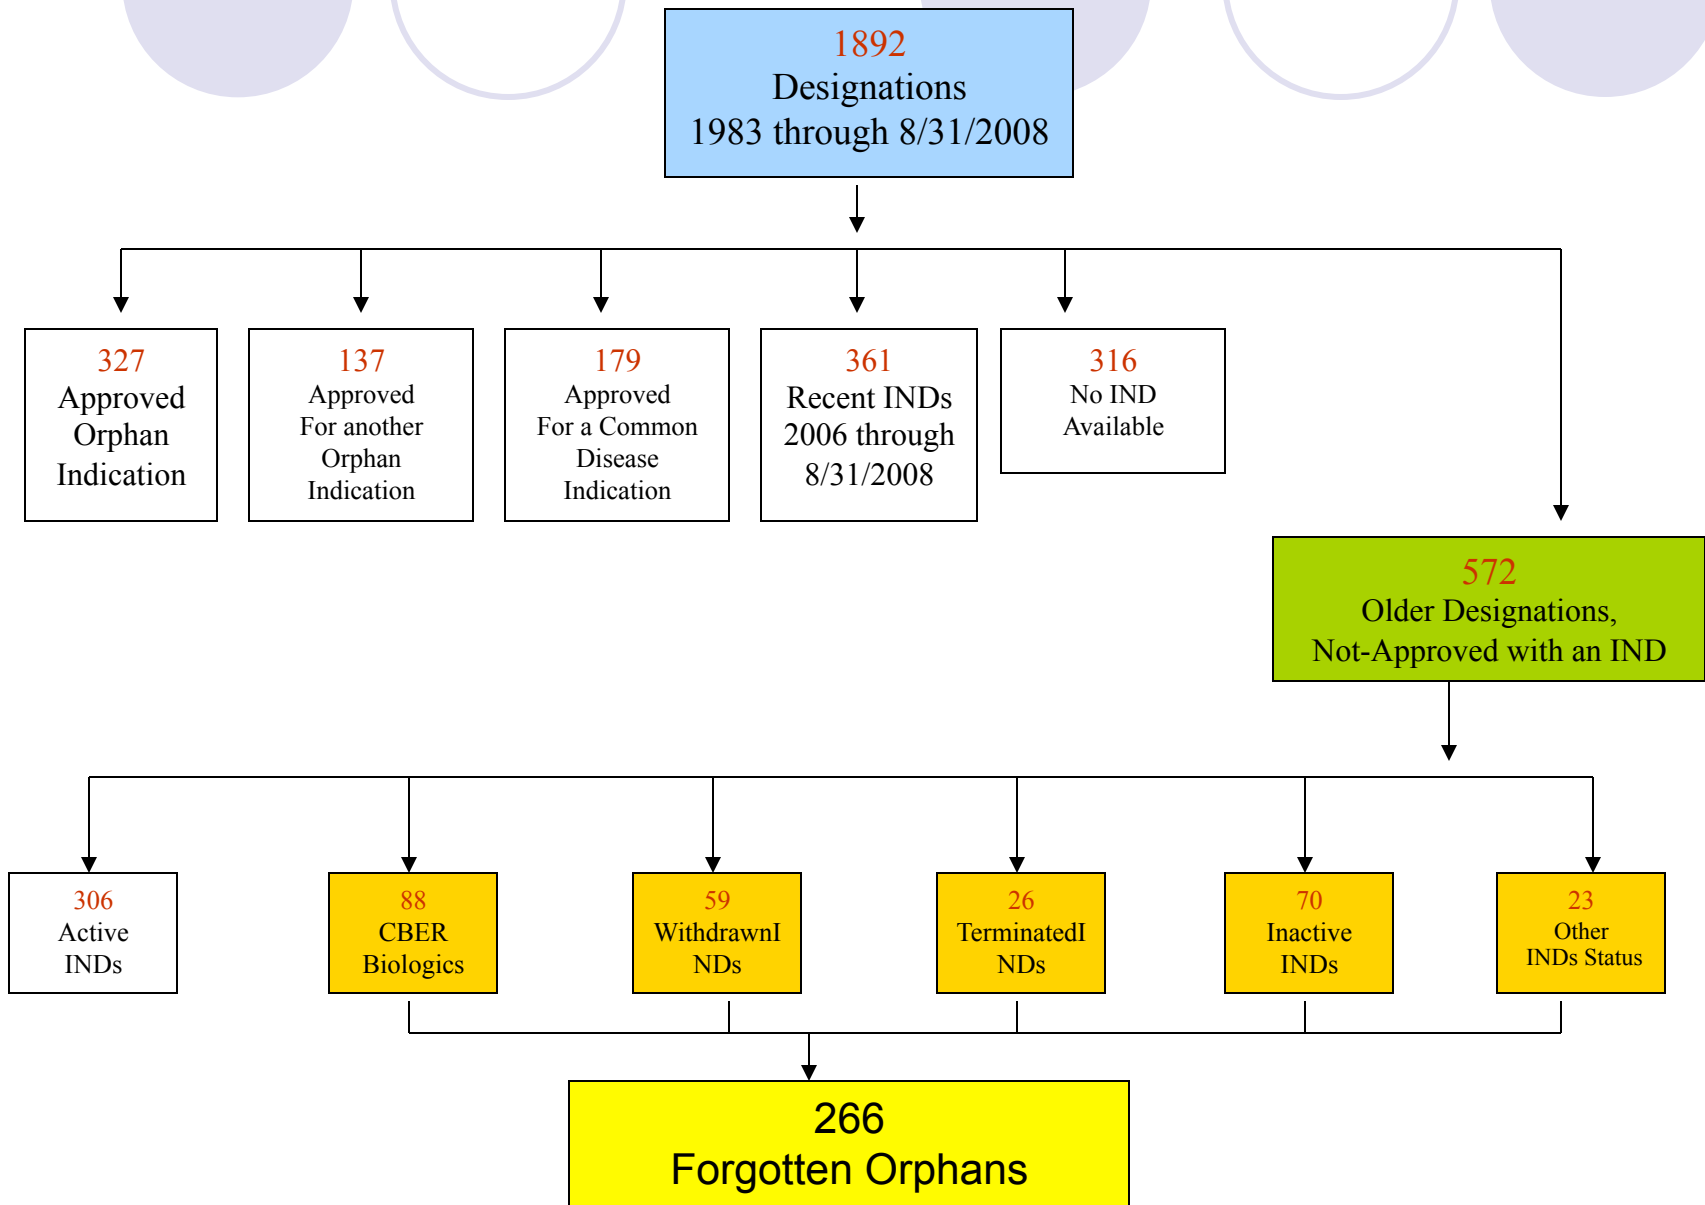 1892
Designations
1983 through 8/31/2008
327
Approved
Orphan
Indication
137
Approved
For another
Orphan
Indication
179
Approved
For a Common
Disease
Indication
361
Recent INDs
2006 through
8/31/2008
316
No IND
Available
572
Older Designations,
Not-Approved with an IND
306
Active
INDs
88
CBER
Biologics
59
WithdrawnI
NDs
26
TerminatedI
NDs
70
Inactive
INDs
23
Other
INDs Status
266
Forgotten Orphans